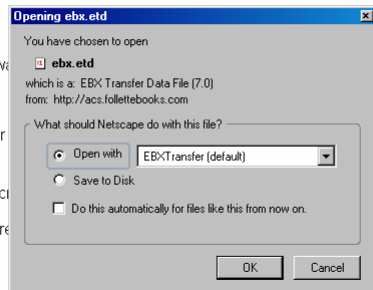 Opening ebx.etd
You have chosen to open
ebx.etd
which is a: EBX Transfer Data File (7.0)
from: http://acs.follettebooks.com
What should Netscape do with this file?
Open with EBXTransfer (default)
Save to Disk
Do this automatically for files like this from now on.
OK Cancel